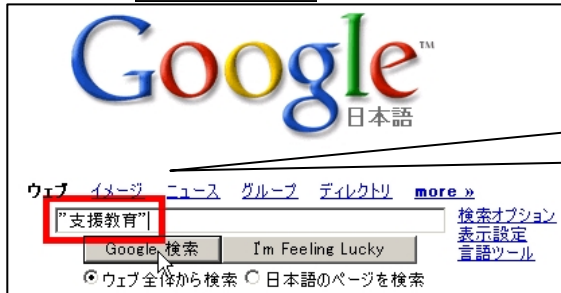 Google™
日本語
ウェブ イメージ ニュース グループ ディレクトリ more »
"支援教育"
検索オプション
表示設定
言語ツール
Google 検索 I'm Feeling Lucky
ウェブ全体から検索 日本語のページを検索